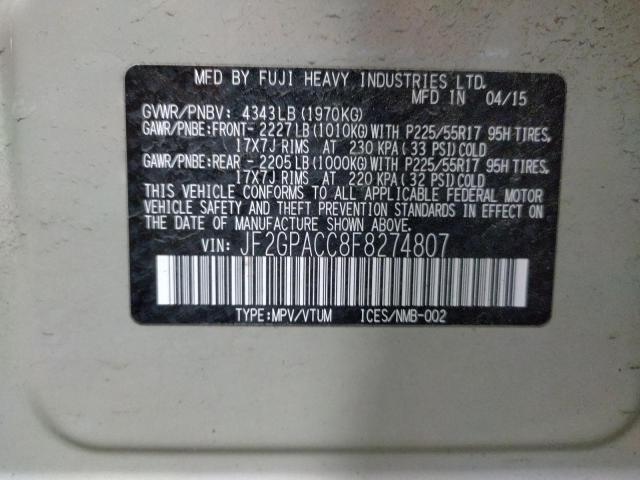 MFD BY FUJI HEAVY INDUSTRIES LTD.
MFD IN 04/15
GVWR/PNBV: 4343LB(1970KG)
GAWR/PNBE:FRONT- 2227LB(1010KG)WITH P225/55R17 95H TIRES,
17X7J RIMS AT 230 KPA(33 PSI)COLD
GAWR/PNBE:REAR - 2205LB(1000KG)WITH P225/55R17 95H TIRES,
17X7J RIMS AT 220 KPA(32 PSI)COLD
THIS VEHICLE CONFORMS TO ALL APPLICABLE FEDERAL MOTOR
VEHICLE SAFETY AND THEFT PREVENTION STANDARDS IN EFFECT ON
THE DATE OF MANUFACTURE SHOWN ABOVE.
VIN: JF2GPACC8F8274807
TYPE:MPV/VTUM ICES/NMB-002